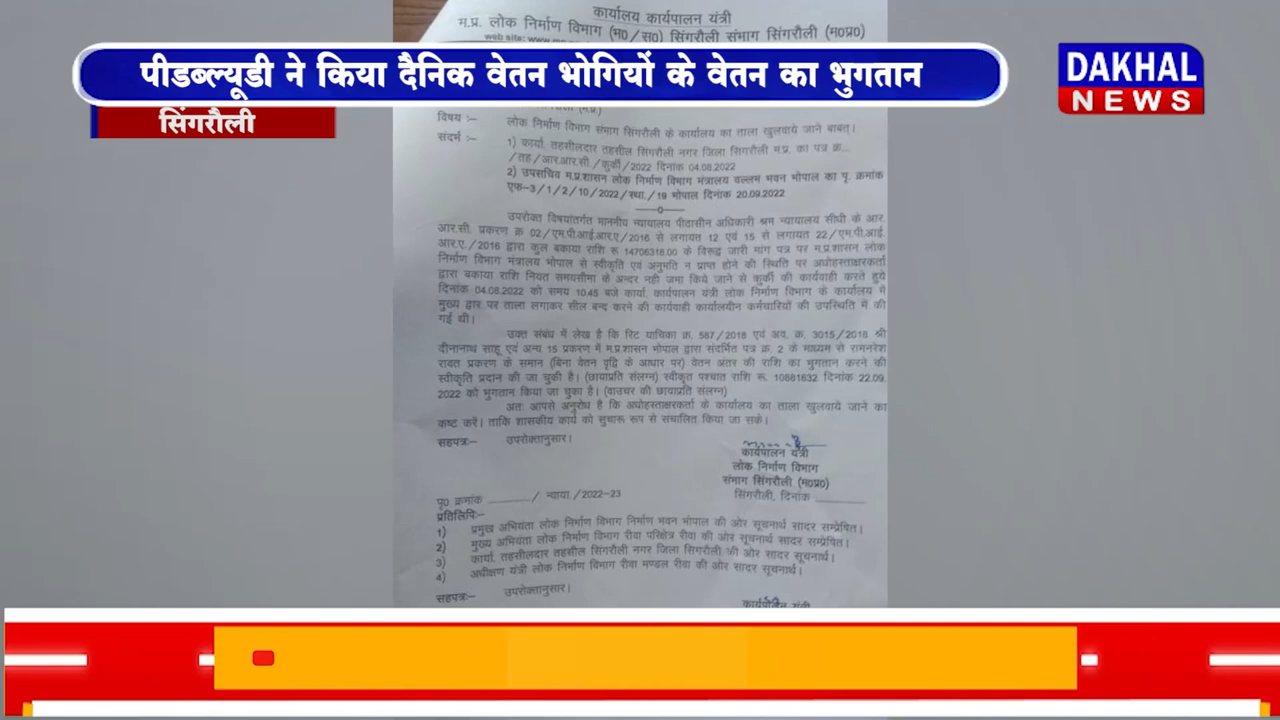 कार्यालय कार्यपालन यंत्री
म.प्र. लोक निर्माण विभाग (म0/स0) सिंगरौली संभाग सिंगरौली (म0प्र0)
web site: www.
पीडब्ल्यूडी ने किया दैनिक वेतन भोगियों के वेतन का भुगतान
DAKHAL
NEWS
सिंगरौली
विषय :– लोक निर्माण विभाग संभाग सिंगरौली के कार्यालय का ताला खुलवाये जाने बाबत्।
संदर्भ :– 1) कार्या. तहसीलदार तहसील सिंगरौली नगर जिला सिंगरौली म.प्र. का पत्र क्र...
/तह/आर.आर.सी./कुर्की/2022 दिनांक 04.08.2022
2) उपसचिव म.प्र.शासन लोक निर्माण विभाग मंत्रालय वल्लभ भवन भोपाल का पृ. क्रमांक
एफ-3/1/2/10/2022/स्था./19 भोपाल दिनांक 20.09.2022
—0—
उपरोक्त विषयांतर्गत माननीय न्यायालय पीठासीन अधिकारी श्रम न्यायालय सीधी के आर.
आर.सी. प्रकरण क्र 02/एम.पी.आई.आर.ए/2016 से लगायत 12 एवं 15 से लगायत 22/एम.पी.आई.
आर.ए./2016 द्वारा कुल बकाया राशि रू 14706318.00 के विरूद्ध जारी मांग पत्र पर म.प्र.शासन लोक
निर्माण विभाग मंत्रालय भोपाल से स्वीकृति एवं अनुमति न प्राप्त होने की स्थिति पर अधोहस्ताक्षरकर्ता
द्वारा बकाया राशि नियत समयसीमा के अन्दर नही जमा किये जाने से कुर्की की कार्यवाही करते हुये
दिनांक 04.08.2022 को समय 10.45 बजे कार्या. कार्यपालन यंत्री लोक निर्माण विभाग के कार्यालय में
मुख्य द्वार पर ताला लगाकर सील बन्द करने की कार्यवाही कार्यालयीन कर्मचारियों की उपस्थिति में की
गई थी।
उक्त संबंध में लेख है कि रिट याचिका क्र. 587/2018 एवं अव. क्र. 3015/2018 श्री
दीनानाथ साहू एवं अन्य 15 प्रकरण में म.प्र.शासन भोपाल द्वारा संदर्भित पत्र क्र. 2 के माध्यम से रामनरेश
रावत प्रकरण के समान (बिना वेतन वृद्धि के आधार पर) वेतन अंतर की राशि का भुगतान करने की
स्वीकृति प्रदान की जा चुकी है। (छायाप्रति संलग्न) स्वीकृत पश्चात राशि रू. 10881632 दिनांक 22.09.
2022 को भुगतान किया जा चुका है। (वाउचर की छायाप्रति संलग्न)
अतः आपसे अनुरोध है कि अधोहस्ताक्षरकर्ता के कार्यालय का ताला खुलवाये जाने का
कष्ट करें। ताकि शासकीय कार्य को सुचारू रूप से संचालित किया जा सके।
सहपत्रः– उपरोक्तानुसार।
कार्यपालन यंत्री
लोक निर्माण विभाग
संभाग सिंगरौली (म0प्र0)
सिंगरौली, दिनांक ______
पृ0 क्रमांक ______/ न्याया./2022-23
प्रतिलिपिः–
1) प्रमुख अभियंता लोक निर्माण विभाग निर्माण भवन भोपाल की ओर सूचनार्थ सादर सम्प्रेषित।
2) मुख्य अभियंता लोक निर्माण विभाग रीवा परिक्षेत्र रीवा की ओर सूचनार्थ सादर सम्प्रेषित।
3) कार्या. तहसीलदार तहसील सिंगरौली नगर जिला सिंगरौली की ओर सादर सूचनार्थ।
4) अधीक्षण यंत्री लोक निर्माण विभाग रीवा मण्डल रीवा की ओर सादर सूचनार्थ।
सहपत्रः– उपरोक्तानुसार।
कार्यपालन यंत्री